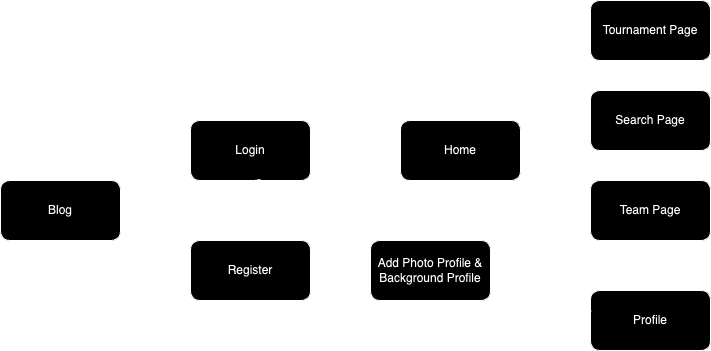 Tournament Page
Search Page
Login
Home
Blog
Team Page
Register
Add Photo Profile &
Background Profile
Profile